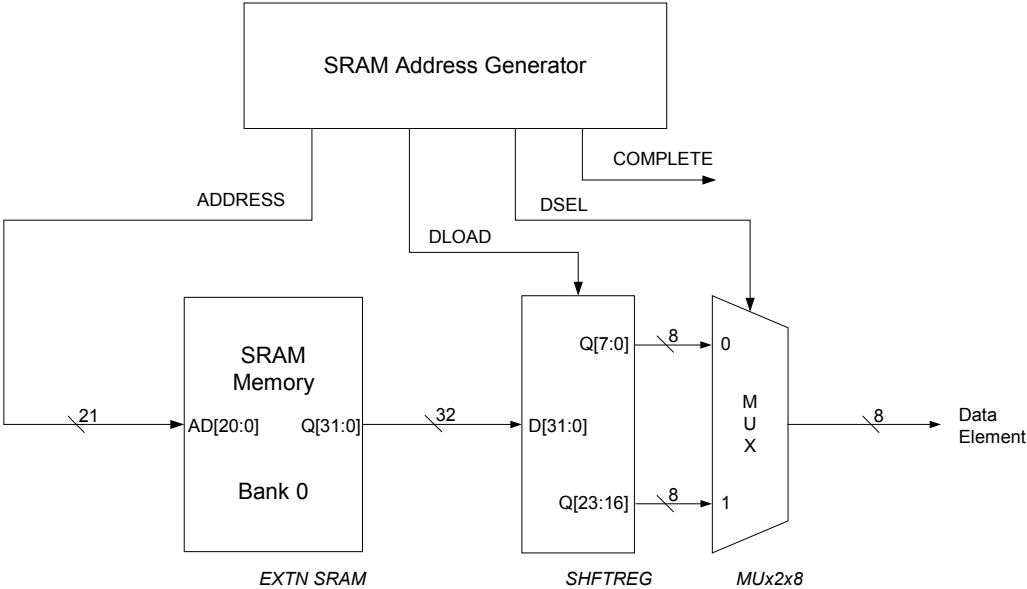 SRAM Address Generator
COMPLETE
ADDRESS
DSEL
DLOAD
SRAM
Memory
AD[20:0]
Q[31:0]
Bank 0
21
32
D[31:0]
Q[7:0]
Q[23:16]
8
8
0
1
M
U
X
8
Data
Element
EXTN SRAM
SHFTREG
MUx2x8